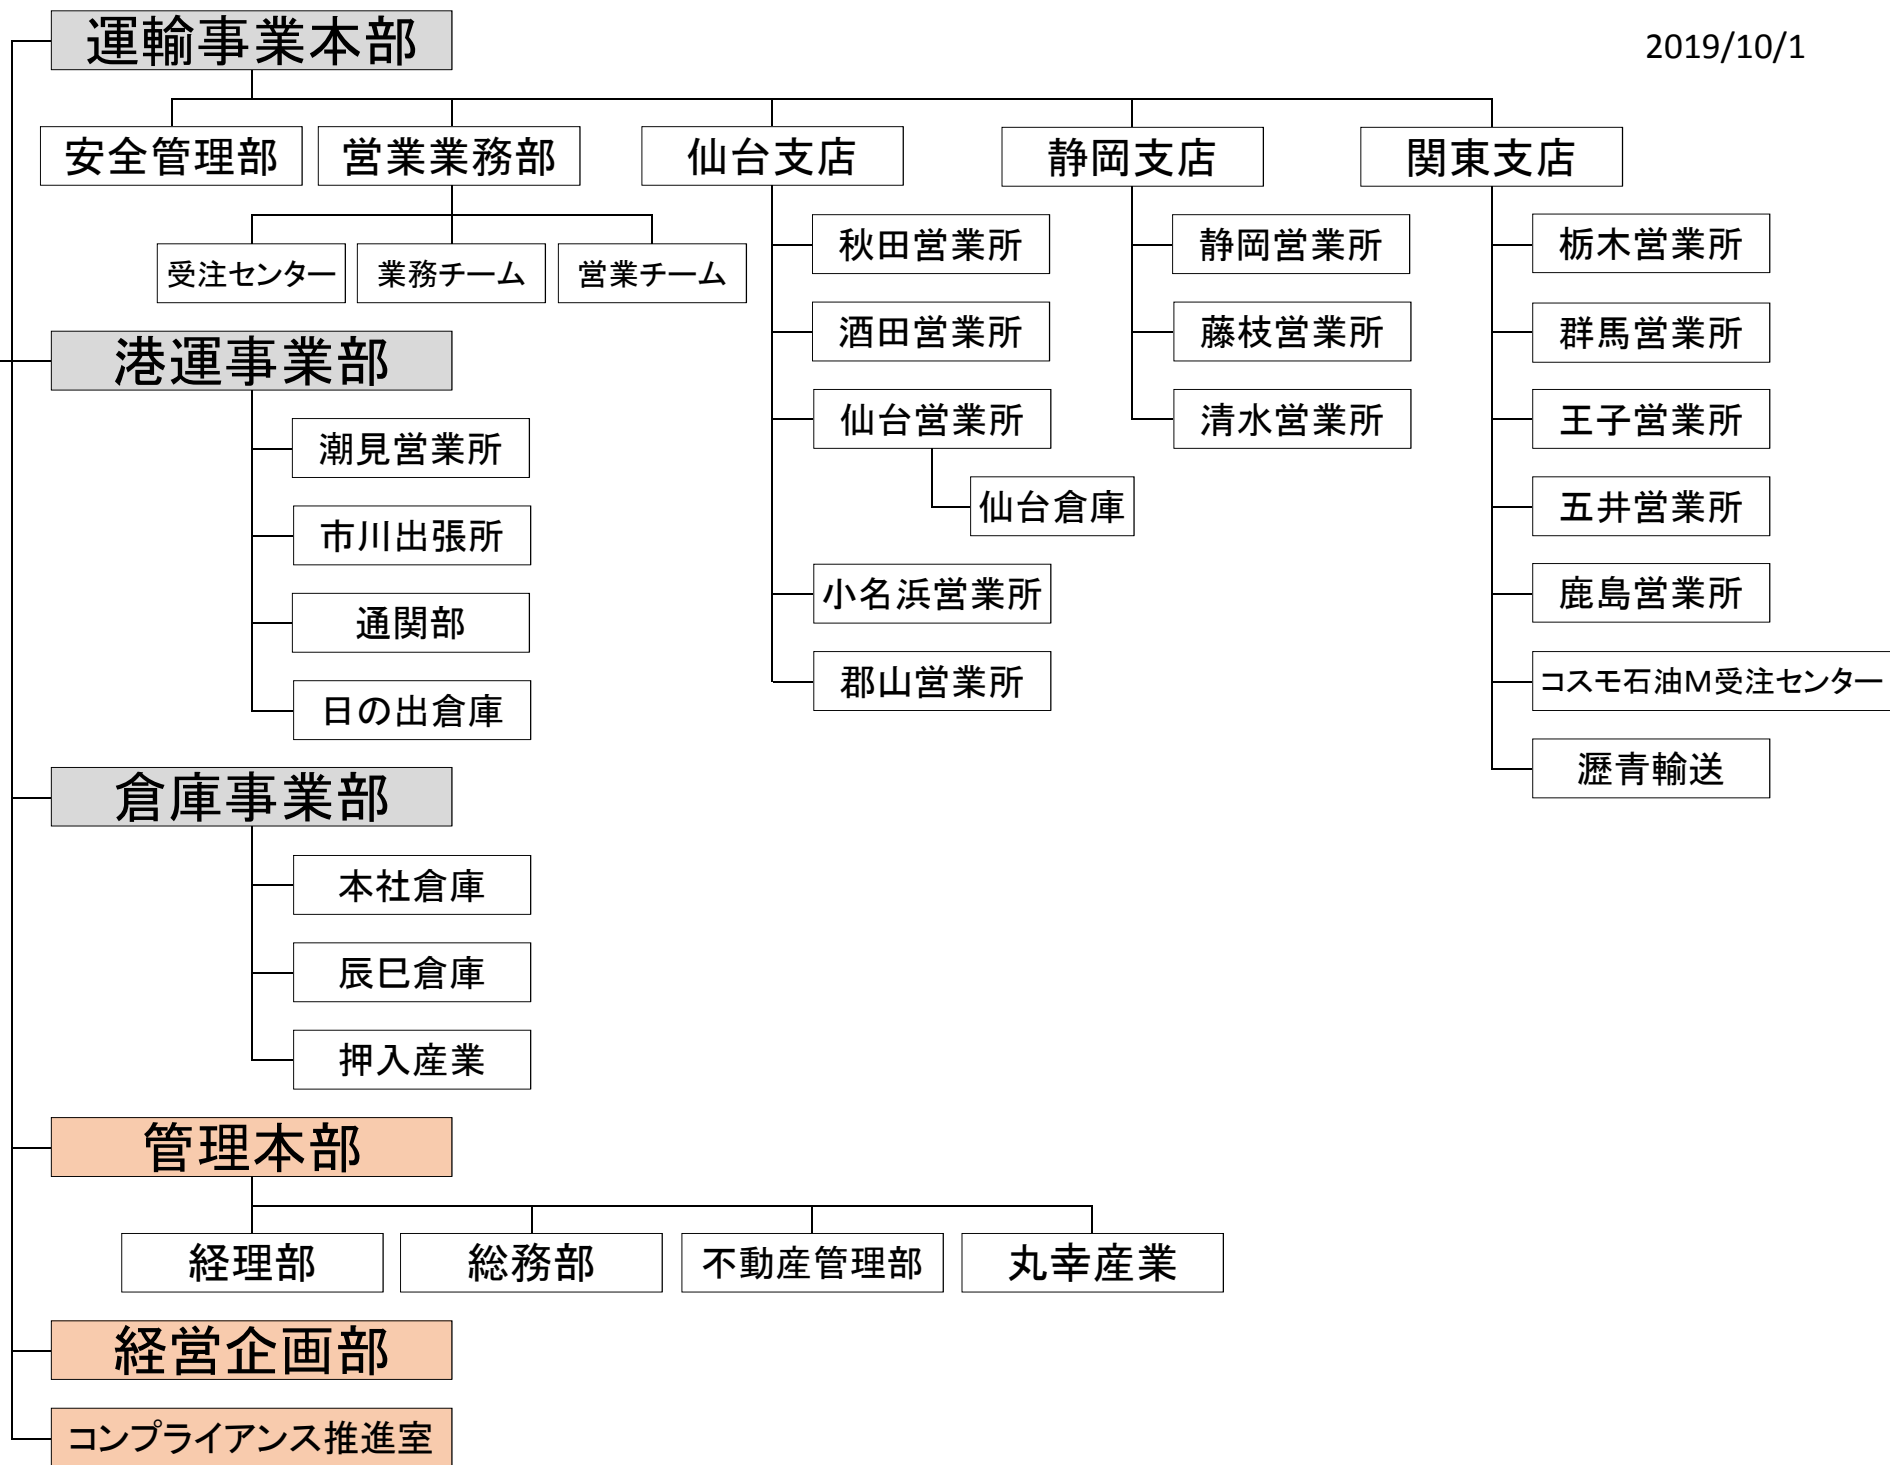 運輸事業本部
2019/10/1
安全管理部
営業業務部
受注センター
業務チーム
営業チーム
仙台支店
秋田営業所
酒田営業所
仙台営業所
仙台倉庫
小名浜営業所
郡山営業所
静岡支店
静岡営業所
藤枝営業所
清水営業所
関東支店
栃木営業所
群馬営業所
王子営業所
五井営業所
鹿島営業所
コスモ石油M受注センター
瀝青輸送
港運事業部
潮見営業所
市川出張所
通関部
日の出倉庫
倉庫事業部
本社倉庫
辰巳倉庫
押入産業
管理本部
経理部
総務部
不動産管理部
丸幸産業
経営企画部
コンプライアンス推進室